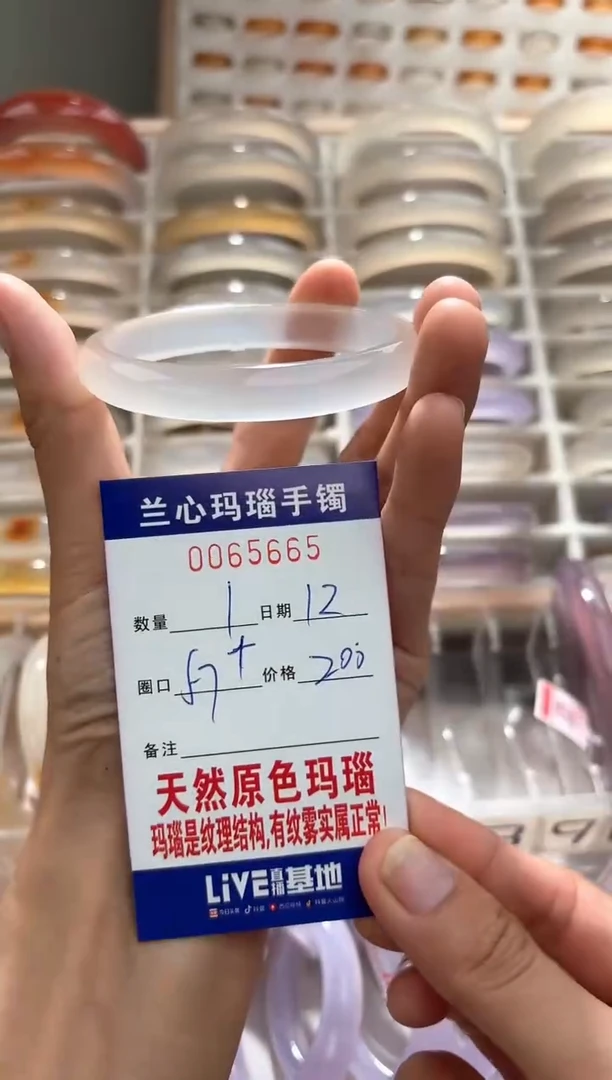 兰心玛瑙手镯
0065665
数量 1 日期 12
圈口 57+ 价格 200
备注
天然原色玛瑙
玛瑙是纹理结构,有纹雾实属正常!
LiVE直播基地